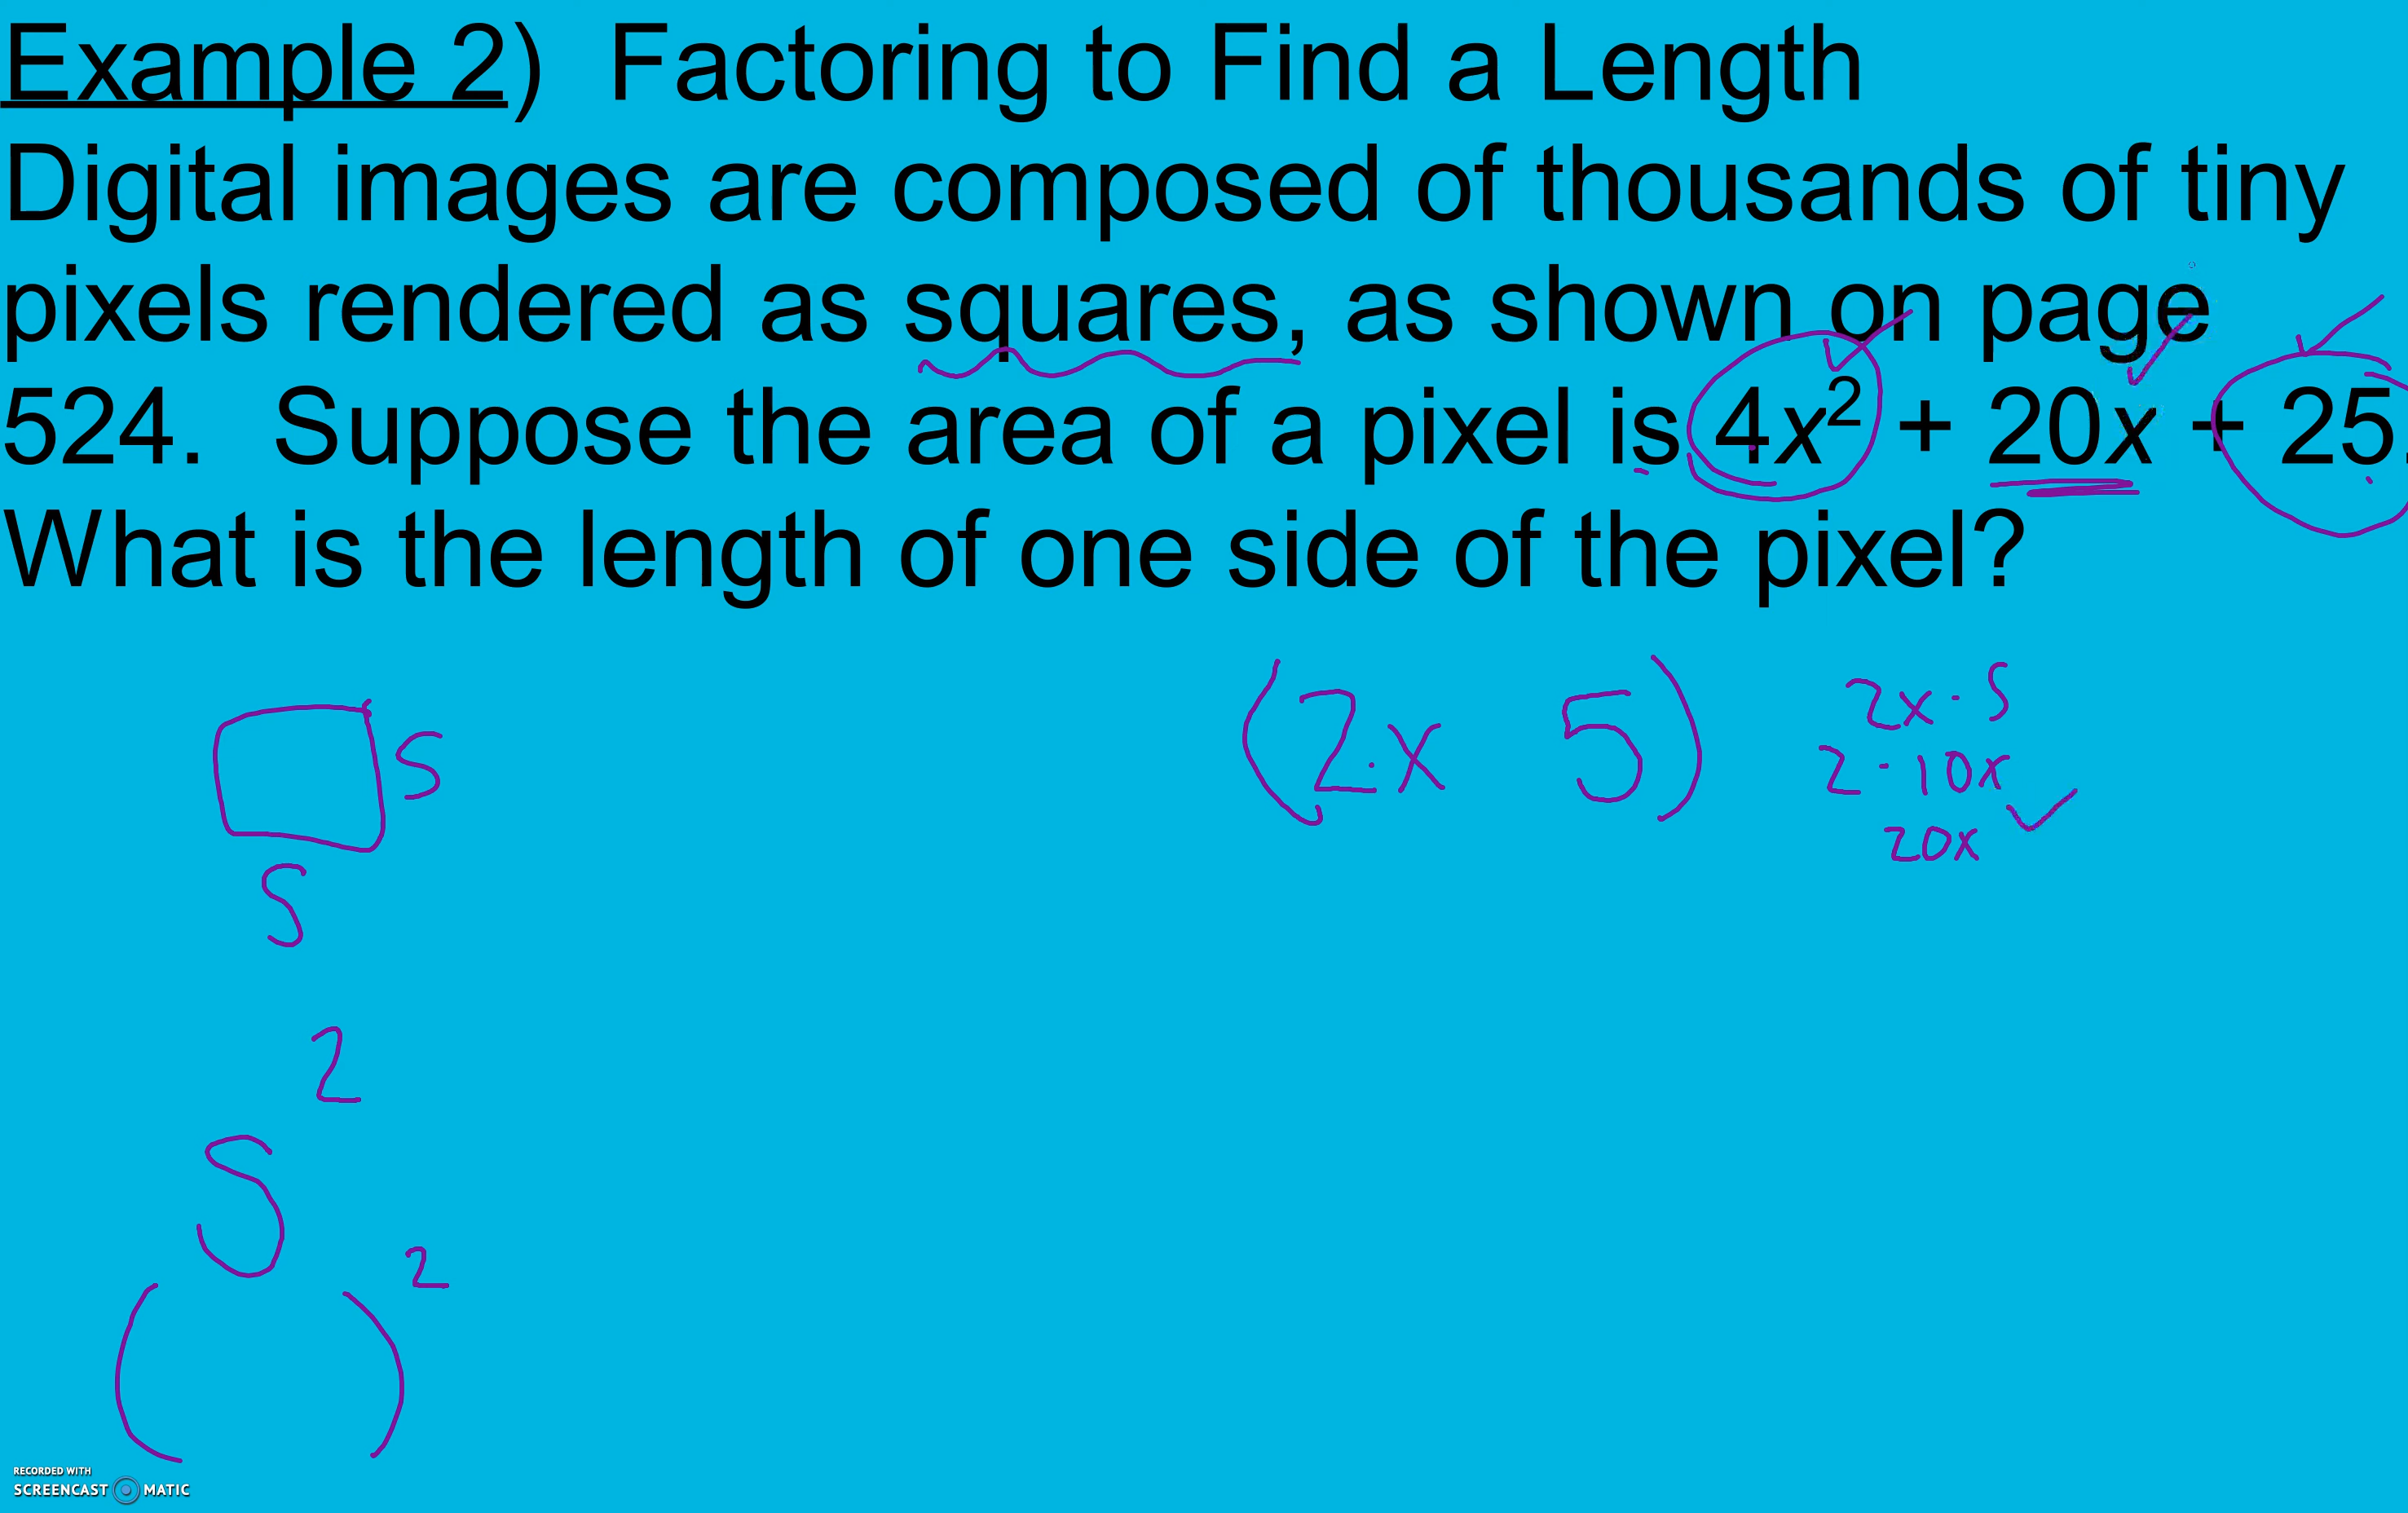 Example 2) Factoring to Find a Length
Digital images are composed of thousands of tiny
pixels rendered as squares, as shown on page
524. Suppose the area of a pixel is 4x² + 20x + 25.
What is the length of one side of the pixel?
(2x 5)
2x · 5
2 · 10x
20x
S
S
S²
( )²
RECORDED WITH
SCREENCAST MATIC